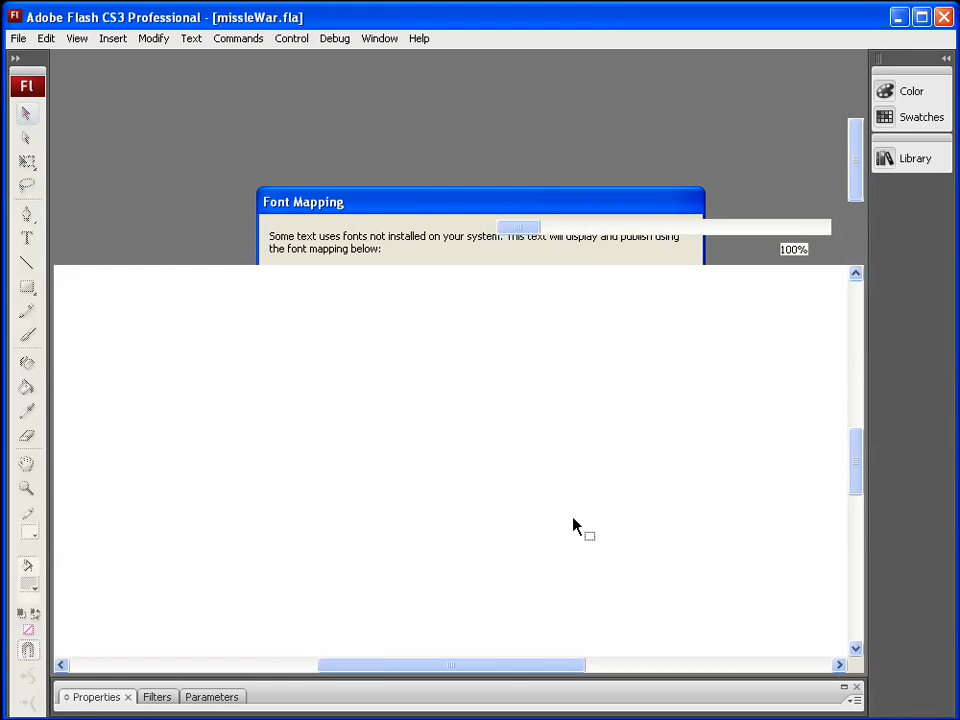 Fl Adobe Flash CS3 Professional - [missleWar.fla]
File Edit View Insert Modify Text Commands Control Debug Window Help
Fl
Color
Swatches
Library
Font Mapping
Some text uses fonts not installed on your system. This text will display and publish using
the font mapping below:
100%
T
Properties Filters Parameters